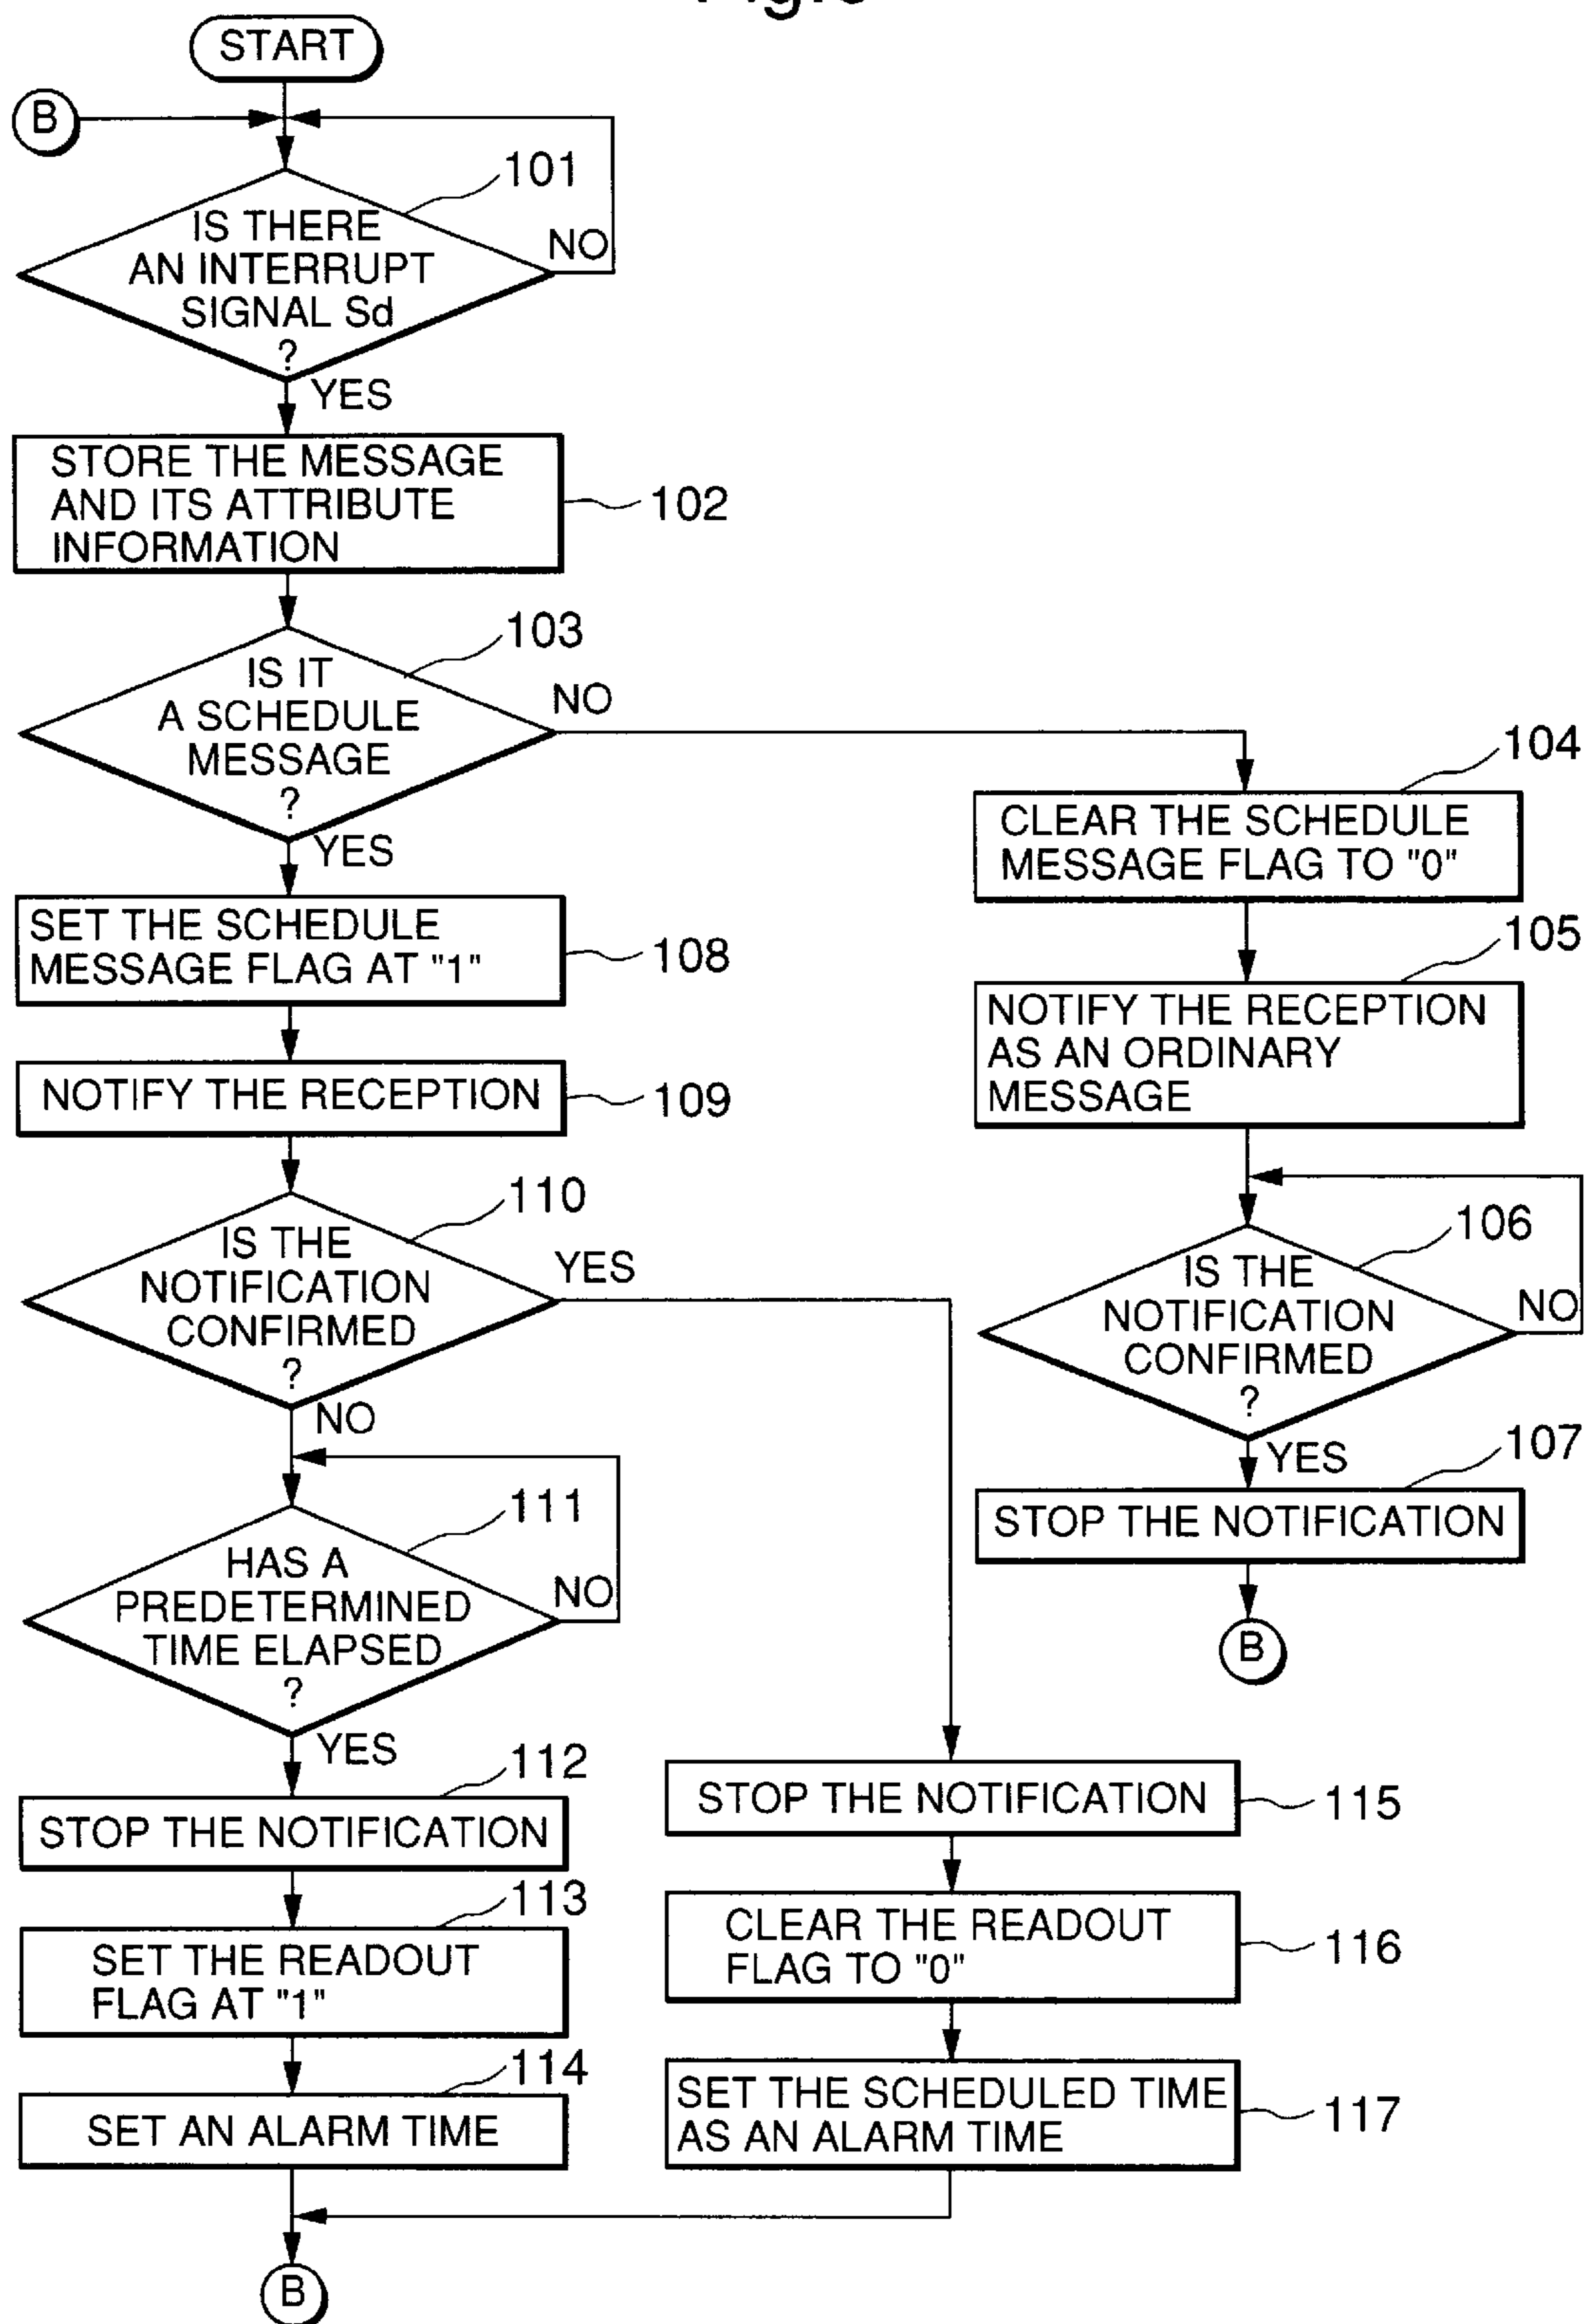 START
B
101
IS THERE
AN INTERRUPT
SIGNAL Sd
?
NO
YES
STORE THE MESSAGE
AND ITS ATTRIBUTE
INFORMATION
102
103
IS IT
A SCHEDULE
MESSAGE
?
NO
YES
104
CLEAR THE SCHEDULE
MESSAGE FLAG TO "0"
105
NOTIFY THE RECEPTION
AS AN ORDINARY
MESSAGE
106
IS THE
NOTIFICATION
CONFIRMED
?
NO
YES
107
STOP THE NOTIFICATION
B
SET THE SCHEDULE
MESSAGE FLAG AT "1"
108
NOTIFY THE RECEPTION
109
110
IS THE
NOTIFICATION
CONFIRMED
?
YES
NO
111
HAS A
PREDETERMINED
TIME ELAPSED
?
NO
YES
112
STOP THE NOTIFICATION
113
SET THE READOUT
FLAG AT "1"
114
SET AN ALARM TIME
STOP THE NOTIFICATION
115
CLEAR THE READOUT
FLAG TO "0"
116
SET THE SCHEDULED TIME
AS AN ALARM TIME
117
B